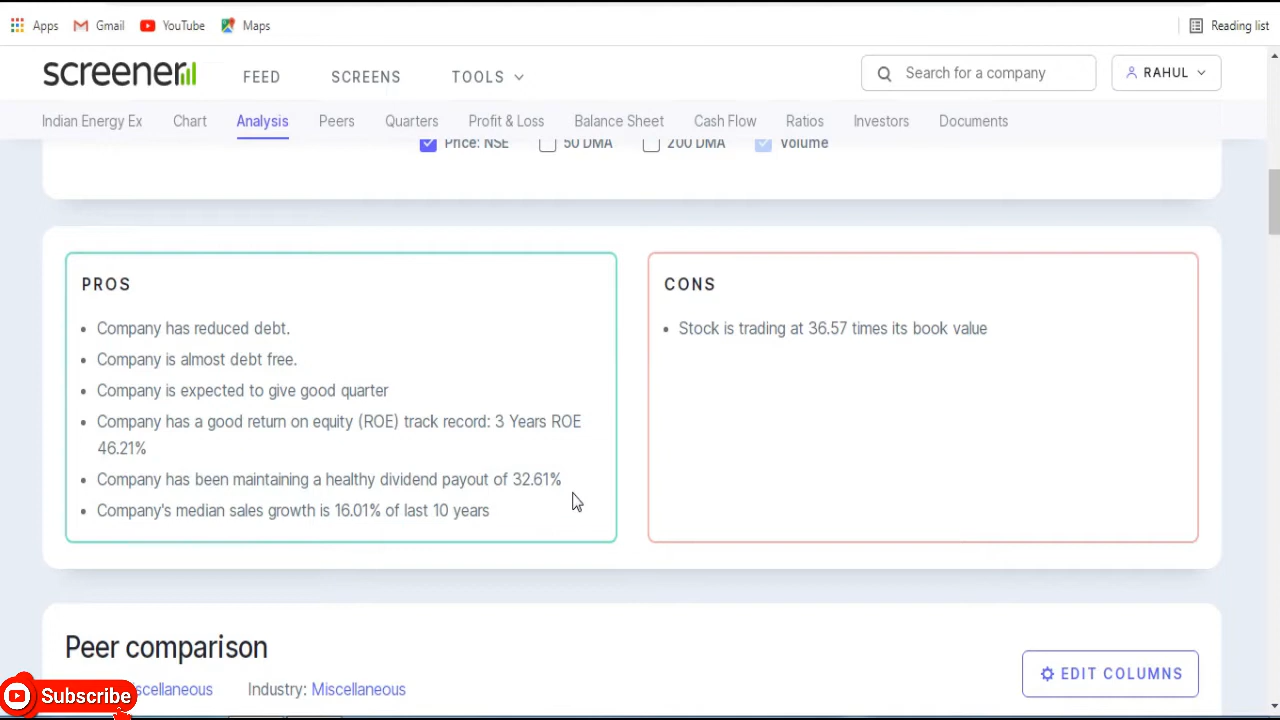 Apps Gmail YouTube Maps Reading list
screener FEED SCREENS TOOLS Search for a company RAHUL
Indian Energy Ex Chart Analysis Peers Quarters Profit & Loss Balance Sheet Cash Flow Ratios Investors Documents
Price: NSE 50 DMA 200 DMA Volume
PROS
Company has reduced debt.
Company is almost debt free.
Company is expected to give good quarter
Company has a good return on equity (ROE) track record: 3 Years ROE
46.21%
Company has been maintaining a healthy dividend payout of 32.61%
Company's median sales growth is 16.01% of last 10 years
CONS
Stock is trading at 36.57 times its book value
Peer comparison
EDIT COLUMNS
Industry: Miscellaneous
Subscribe